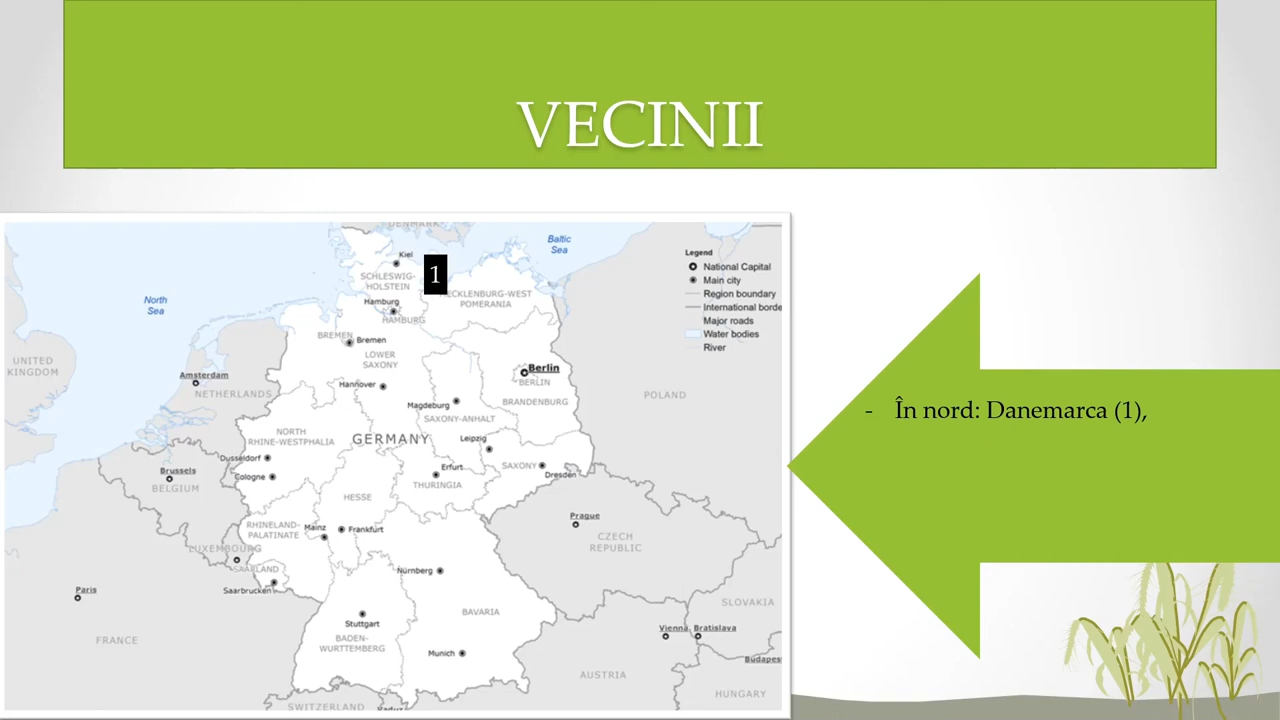 VECINII
DENMARK
Baltic
Sea
Kiel
1
SCHLESWIG-
HOLSTEIN
Legend
National Capital
Main city
Region boundary
International borde
Major roads
Water bodies
River
North
Sea
ECKLENBURG-WEST
POMERANIA
Hamburg
HAMBURG
BREMEN
Bremen
LOWER
SAXONY
UNITED
KINGDOM
Amsterdam
NETHERLANDS
Berlin
BERLIN
Hannover
BRANDENBURG
POLAND
Magdeburg
SAXONY-ANHALT
- În nord: Danemarca (1),
NORTH
RHINE-WESTPHALIA
GERMANY
Leipzig
Dusseldorf
Cologne
Erfurt
THURINGIA
SAXONY
Dresden
Brussels
BELGIUM
HESSE
RHINELAND-
PALATINATE
Mainz
Frankfurt
Prague
CZECH
REPUBLIC
LUXEMBOURG
SAARLAND
Saarbrucken
Nürnberg
Paris
FRANCE
Stuttgart
BADEN-
WURTTEMBERG
BAVARIA
Munich
SLOVAKIA
Vienna
Bratislava
Budapes
AUSTRIA
HUNGARY
SWITZERLAND
Vaduz